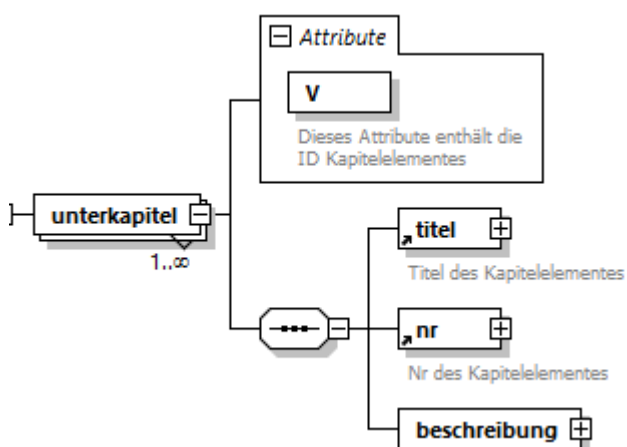 Attribute
V
Dieses Attribute enthält die
ID Kapitelelementes
unterkapitel
1..∞
titel
Titel des Kapitelelementes
nr
Nr des Kapitelelementes
beschreibung